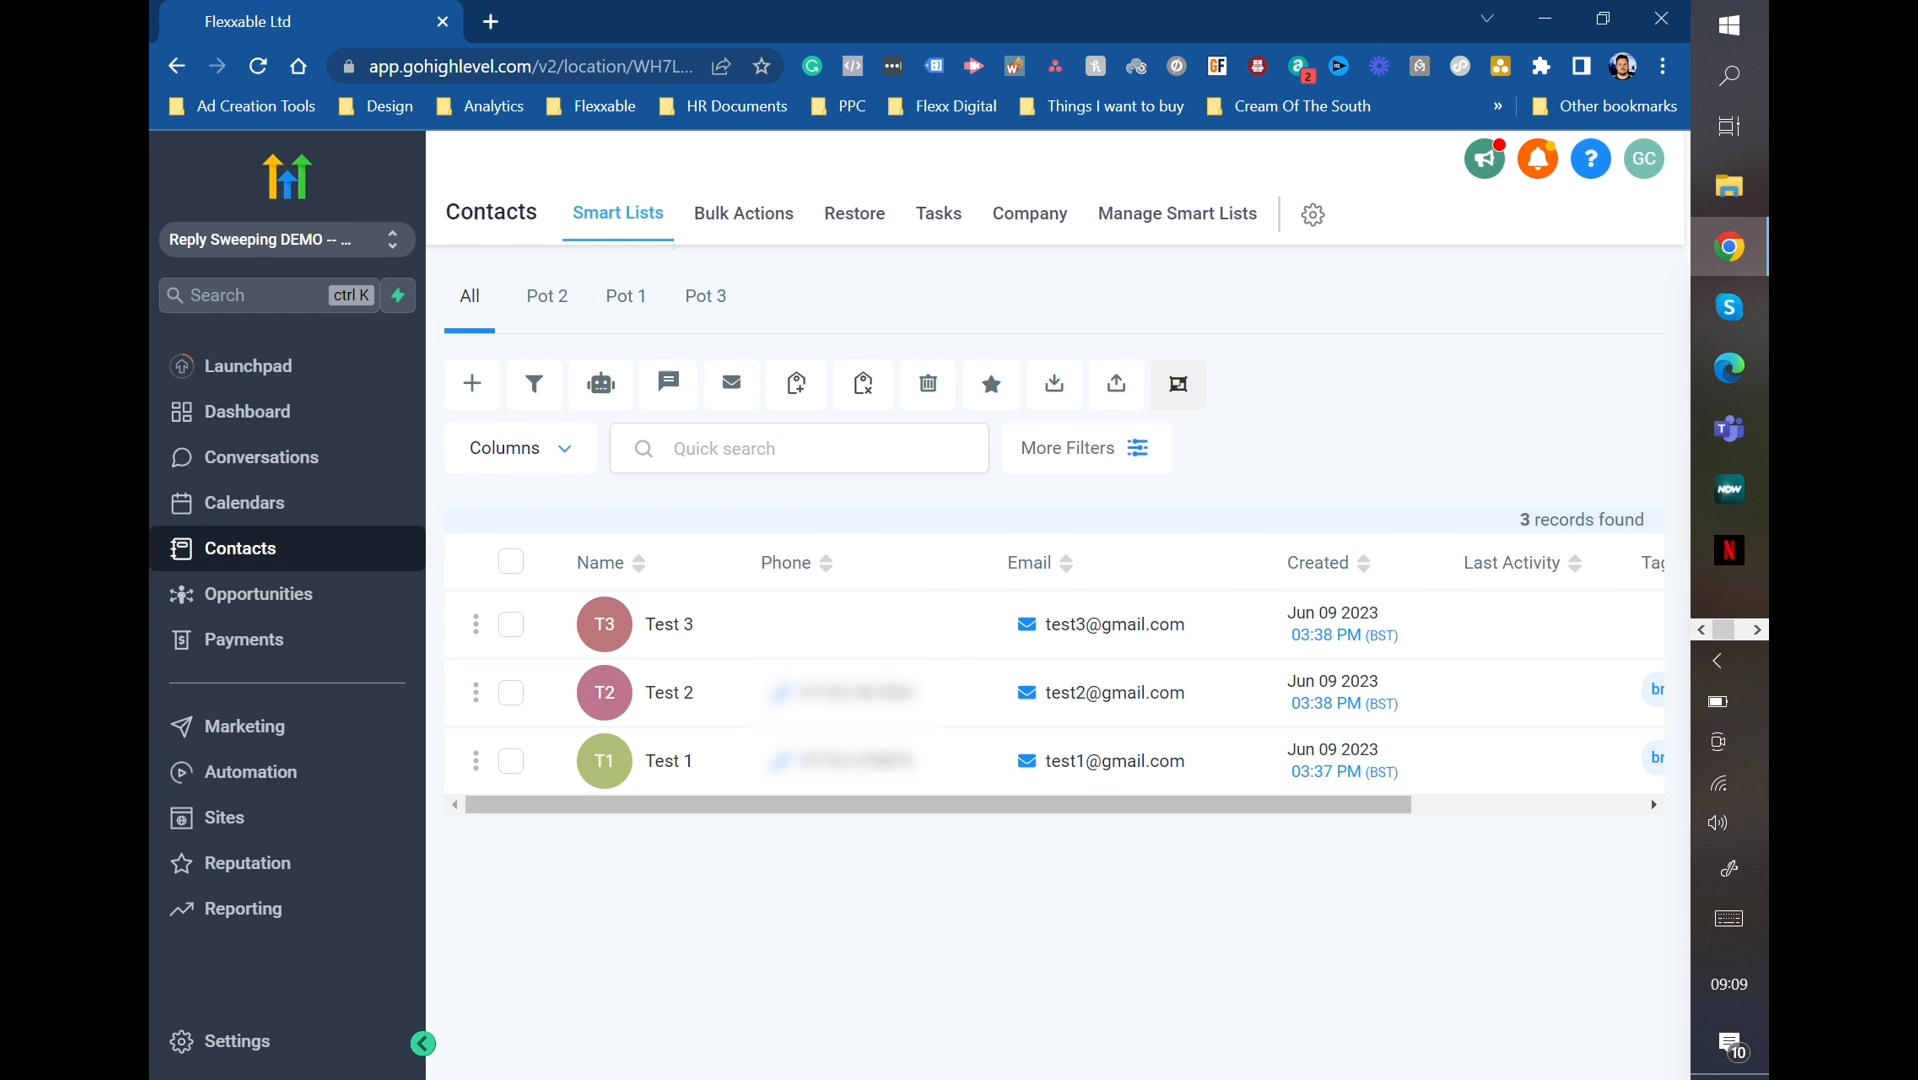 Flexxable Ltd
app.gohighlevel.com/v2/location/WH7L...
GF
2
Ad Creation Tools
Design
Analytics
Flexxable
HR Documents
PPC
Flexx Digital
Things I want to buy
Cream Of The South
»
Other bookmarks
GC
Reply Sweeping DEMO -- ...
Search
ctrl K
Launchpad
Dashboard
Conversations
Calendars
Contacts
Opportunities
Payments
Marketing
Automation
Sites
Reputation
Reporting
Settings
Contacts
Smart Lists
Bulk Actions
Restore
Tasks
Company
Manage Smart Lists
All
Pot 2
Pot 1
Pot 3
Columns
Quick search
More Filters
3 records found
Name
Phone
Email
Created
Last Activity
Tag
T3 Test 3
test3@gmail.com
Jun 09 2023
03:38 PM (BST)
T2 Test 2
test2@gmail.com
Jun 09 2023
03:38 PM (BST)
br
T1 Test 1
test1@gmail.com
Jun 09 2023
03:37 PM (BST)
br
NOW
09:09
10